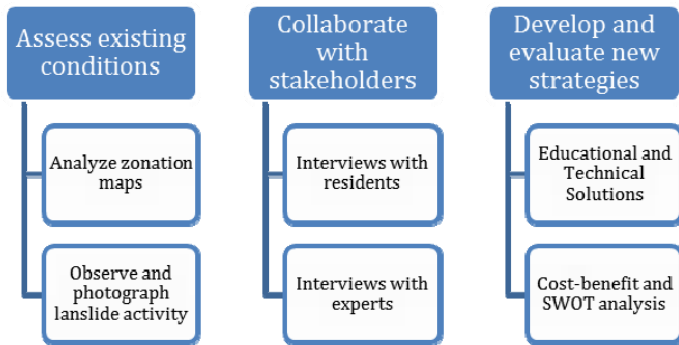 Assess existing
conditions
Analyze zonation
maps
Observe and
photograph
lanslide activity
Collaborate
with
stakeholders
Interviews with
residents
Interviews with
experts
Develop and
evaluate new
strategies
Educational and
Technical
Solutions
Cost-benefit and
SWOT analysis